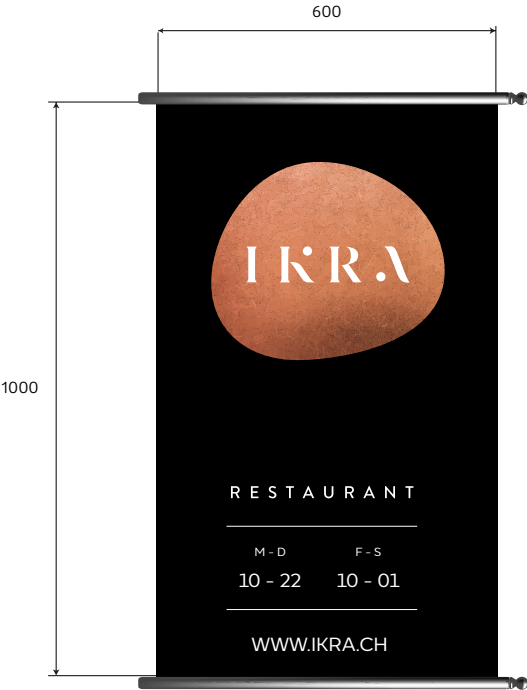 600
1000
IKRA
RESTAURANT
M-D F-S
10 - 22 10 - 01
WWW.IKRA.CH